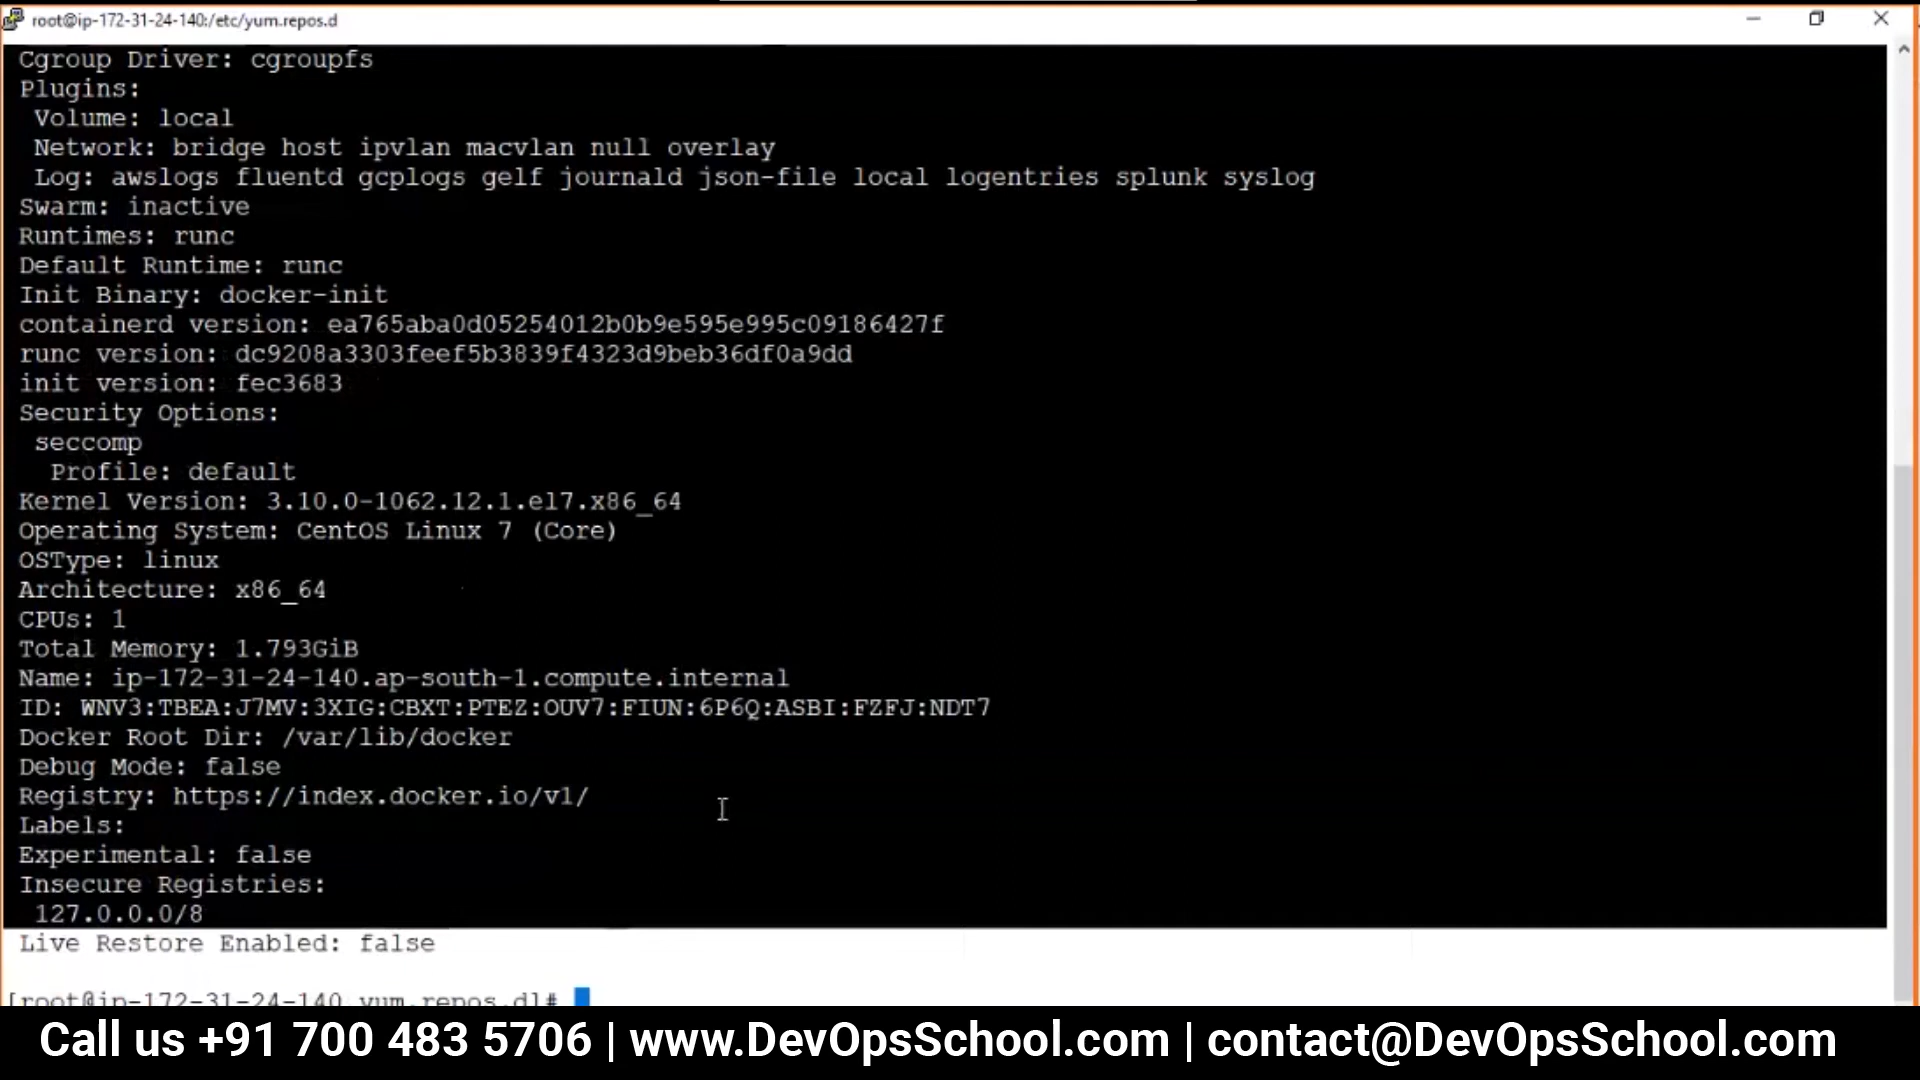 root@ip-172-31-24-140:/etc/yum.repos.d
Cgroup Driver: cgroupfs
Plugins:
Volume: local
Network: bridge host ipvlan macvlan null overlay
Log: awslogs fluentd gcplogs gelf journald json-file local logentries splunk syslog
Swarm: inactive
Runtimes: runc
Default Runtime: runc
Init Binary: docker-init
containerd version: ea765aba0d05254012b0b9e595e995c09186427f
runc version: dc9208a3303feef5b3839f4323d9beb36df0a9dd
init version: fec3683
Security Options:
seccomp
Profile: default
Kernel Version: 3.10.0-1062.12.1.el7.x86_64
Operating System: CentOS Linux 7 (Core)
OSType: linux
Architecture: x86_64
CPUs: 1
Total Memory: 1.793GiB
Name: ip-172-31-24-140.ap-south-1.compute.internal
ID: WNV3:TBEA:J7MV:3XIG:CBXT:PTEZ:OUV7:FIUN:6P6Q:ASBI:FZFJ:NDT7
Docker Root Dir: /var/lib/docker
Debug Mode: false
Registry: https://index.docker.io/v1/
Labels:
Experimental: false
Insecure Registries:
127.0.0.0/8
Live Restore Enabled: false
[root@ip-172-31-24-140 yum.repos.d]#
Call us +91 700 483 5706 | www.DevOpsSchool.com | contact@DevOpsSchool.com